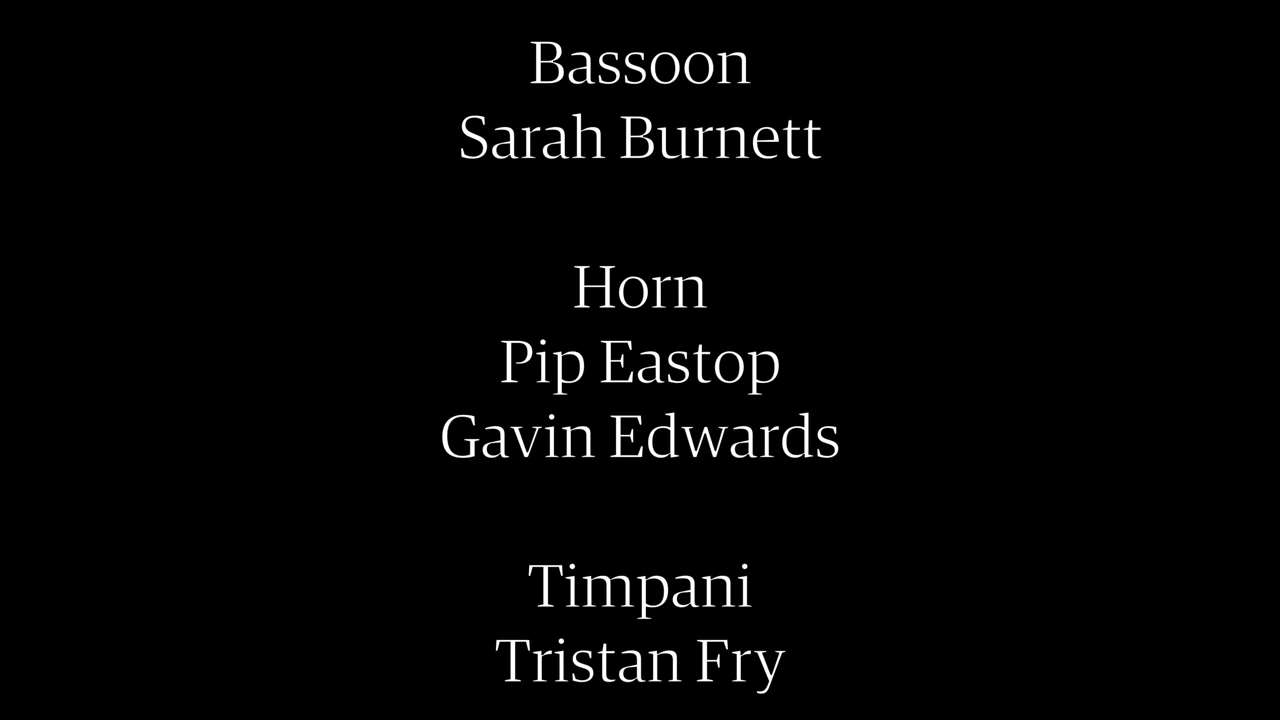 Bassoon
Sarah Burnett
Horn
Pip Eastop
Gavin Edwards
Timpani
Tristan Fry